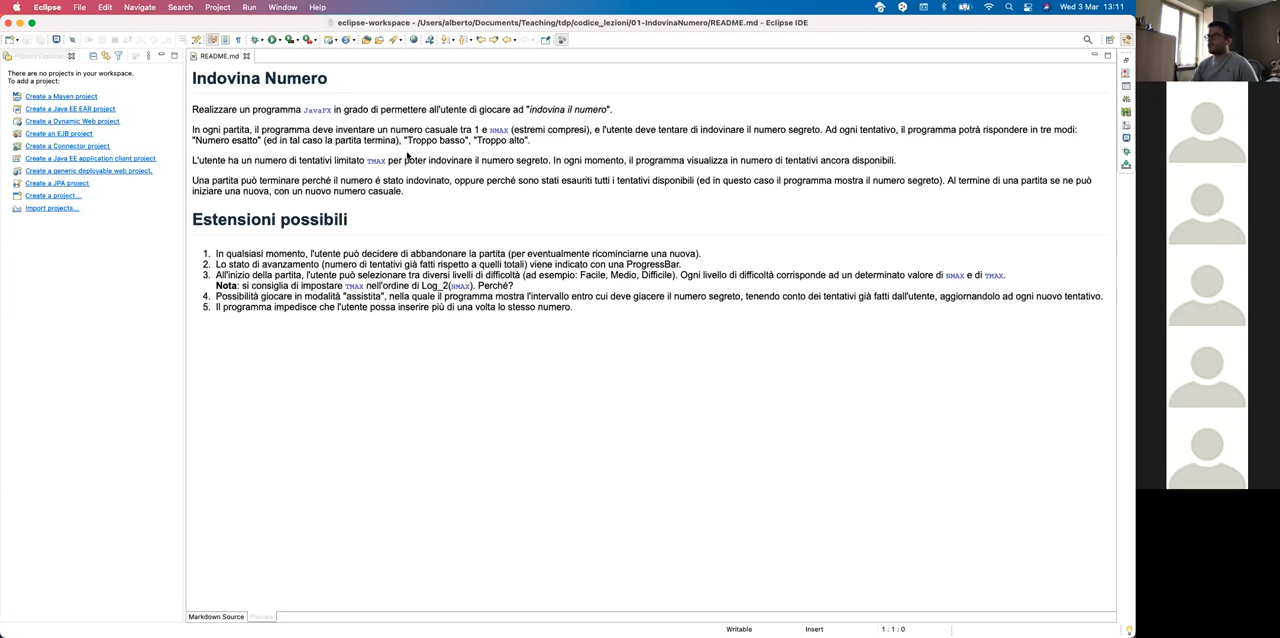 Eclipse File Edit Navigate Search Project Run Window Help
Wed 3 Mar 13:11
eclipse-workspace - /Users/alberto/Documents/Teaching/tdp/codice_lezioni/01-IndovinaNumero/README.md - Eclipse IDE
Project Explorer
README.md
There are no projects in your workspace.
To add a project:
Create a Maven project
Create a Java EE EAR project
Create a Dynamic Web project
Create an EJB project
Create a Connector project
Create a Java EE application client project
Create a generic deployable web project.
Create a JPA project
Create a project...
Import projects...
Indovina Numero
Realizzare un programma JavaFX in grado di permettere all'utente di giocare ad "indovina il numero".
In ogni partita, il programma deve inventare un numero casuale tra 1 e NMAX (estremi compresi), e l'utente deve tentare di indovinare il numero segreto. Ad ogni tentativo, il programma potrà rispondere in tre modi:
"Numero esatto" (ed in tal caso la partita termina), "Troppo basso", "Troppo alto".
L'utente ha un numero di tentativi limitato TMAX per poter indovinare il numero segreto. In ogni momento, il programma visualizza in numero di tentativi ancora disponibili.
Una partita può terminare perché il numero é stato indovinato, oppure perché sono stati esauriti tutti i tentativi disponibili (ed in questo caso il programma mostra il numero segreto). Al termine di una partita se ne può
iniziare una nuova, con un nuovo numero casuale.
Estensioni possibili
1. In qualsiasi momento, l'utente può decidere di abbandonare la partita (per eventualmente ricominciarne una nuova).
2. Lo stato di avanzamento (numero di tentativi già fatti rispetto a quelli totali) viene indicato con una ProgressBar.
3. All'inizio della partita, l'utente può selezionare tra diversi livelli di difficoltà (ad esempio: Facile, Medio, Difficile). Ogni livello di difficoltà corrisponde ad un determinato valore di NMAX e di TMAX.
Nota: si consiglia di impostare TMAX nell'ordine di Log_2(NMAX). Perché?
4. Possibilità giocare in modalità "assistita", nella quale il programma mostra l'intervallo entro cui deve giacere il numero segreto, tenendo conto dei tentativi già fatti dall'utente, aggiornandolo ad ogni nuovo tentativo.
5. Il programma impedisce che l'utente possa inserire più di una volta lo stesso numero.
Markdown Source Preview
Writable Insert 1 : 1 : 0